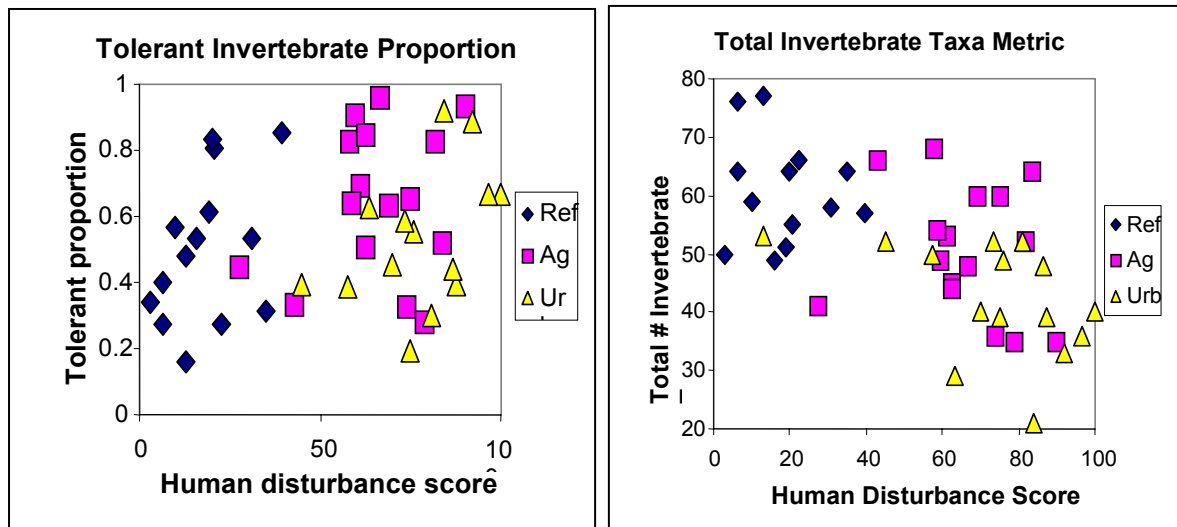 Tolerant Invertebrate Proportion
Tolerant proportion
1
0.8
0.6
0.4
0.2
0
0
50
10
Human disturbance score
Ref
Ag
Ur
Total Invertebrate Taxa Metric
Total # Invertebrate
80
70
60
50
40
30
20
0
20
40
60
80
100
Human Disturbance Score
Ref
Ag
Urb